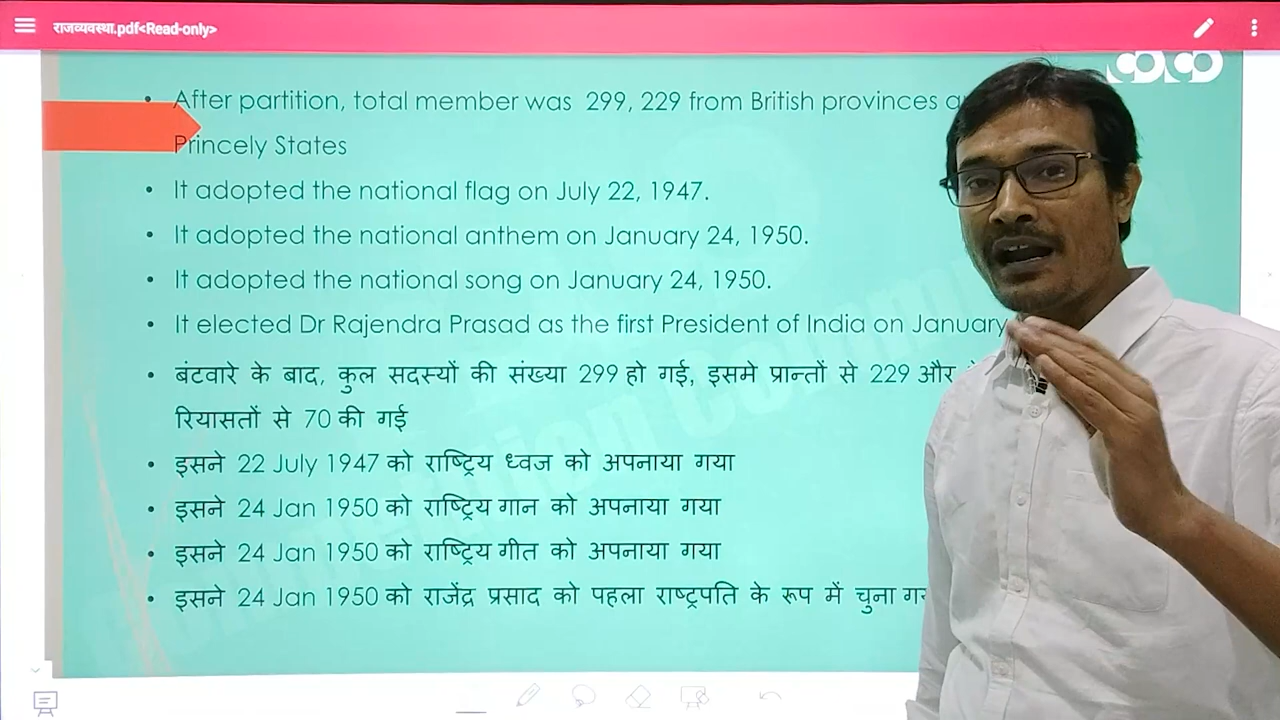 राजव्यवस्था.pdf<Read-only>
• After partition, total member was 299, 229 from British provinces
Princely States
• It adopted the national flag on July 22, 1947.
• It adopted the national anthem on January 24, 1950.
• It adopted the national song on January 24, 1950.
• It elected Dr Rajendra Prasad as the first President of India on January
• बंटवारे के बाद, कुल सदस्यों की संख्या 299 हो गई, इसमे प्रान्तों से 229 और
रियासतों से 70 की गई
• इसने 22 July 1947 को राष्ट्रिय ध्वज को अपनाया गया
• इसने 24 Jan 1950 को राष्ट्रिय गान को अपनाया गया
• इसने 24 Jan 1950 को राष्ट्रिय गीत को अपनाया गया
• इसने 24 Jan 1950 को राजेंद्र प्रसाद को पहला राष्ट्रपति के रूप में चुना